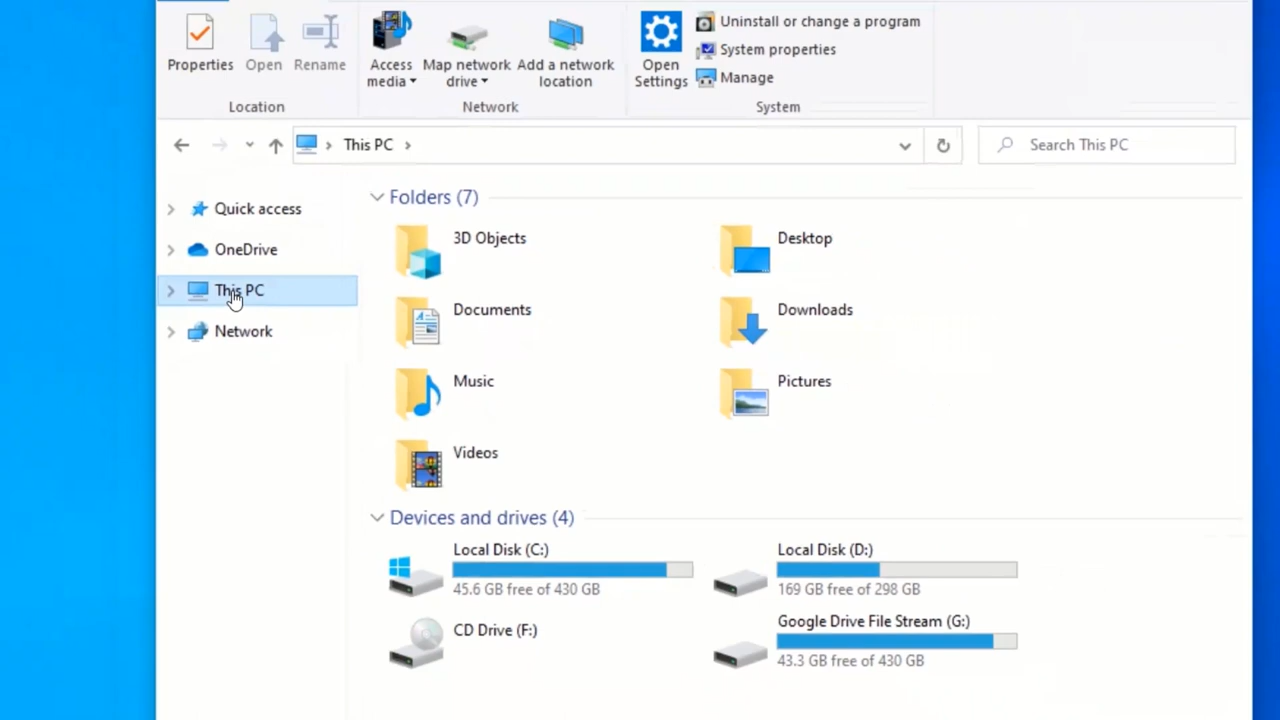 Properties
Open
Rename
Access
media
Map network
drive
Add a network
location
Open
Settings
Uninstall or change a program
System properties
Manage
Location
Network
System
This PC
Search This PC
Quick access
OneDrive
This PC
Network
Folders (7)
3D Objects
Desktop
Documents
Downloads
Music
Pictures
Videos
Devices and drives (4)
Local Disk (C:)
45.6 GB free of 430 GB
Local Disk (D:)
169 GB free of 298 GB
CD Drive (F:)
Google Drive File Stream (G:)
43.3 GB free of 430 GB